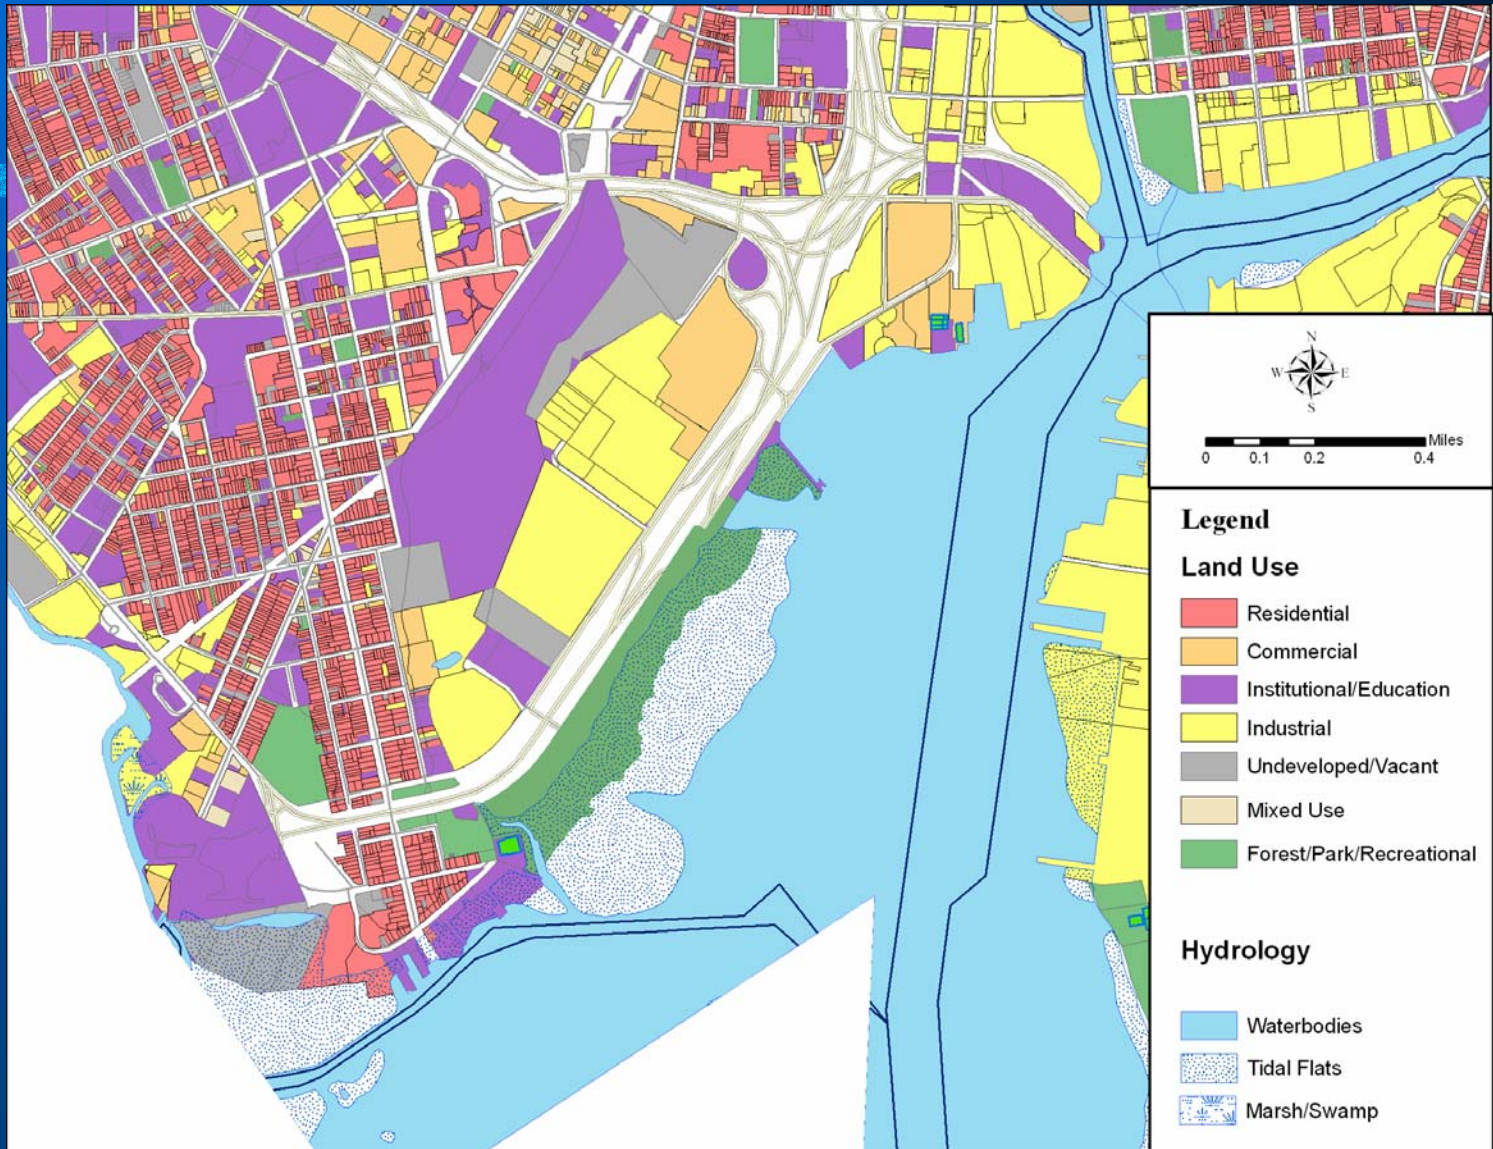 N
W E
S
Miles
0 0.1 0.2 0.4
Legend
Land Use
Residential
Commercial
Institutional/Education
Industrial
Undeveloped/Vacant
Mixed Use
Forest/Park/Recreational
Hydrology
Waterbodies
Tidal Flats
Marsh/Swamp